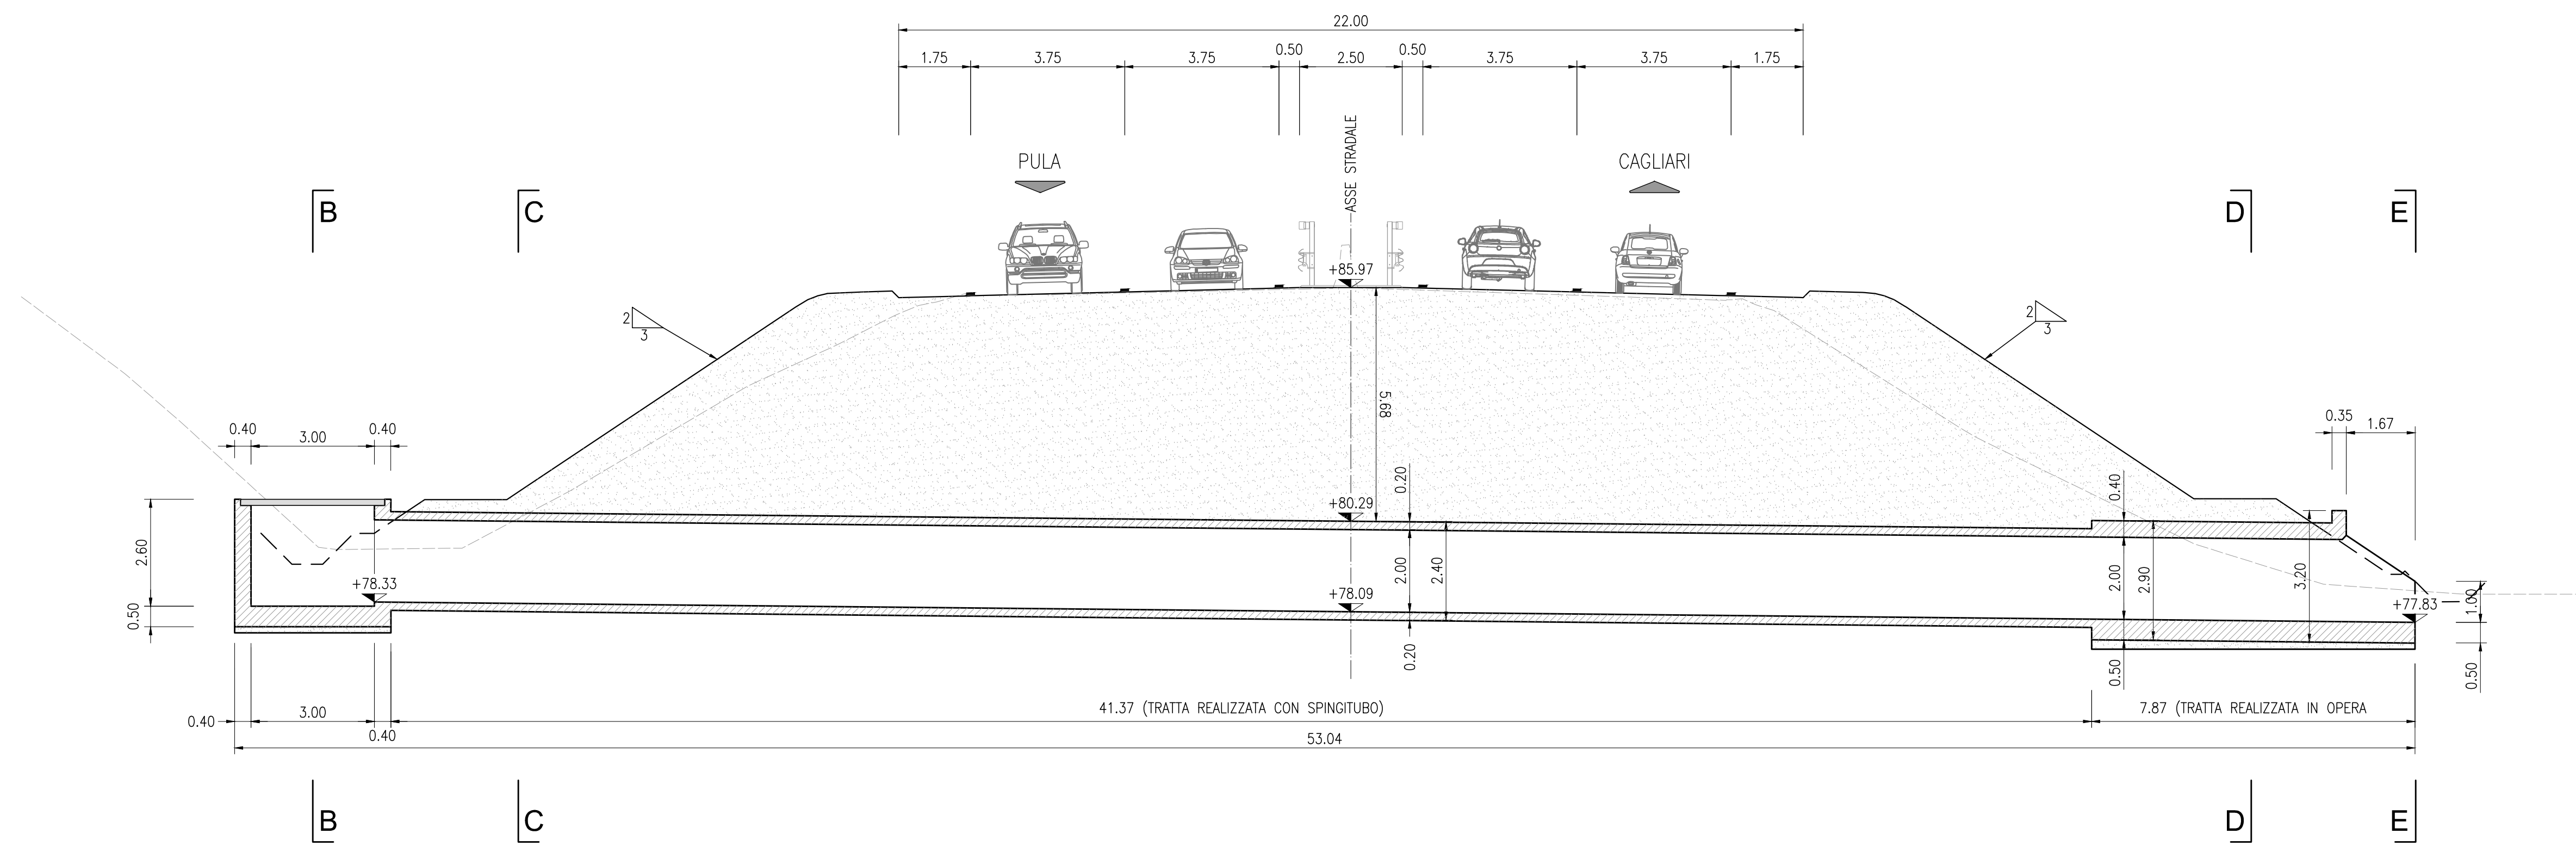 22.00
1.75 3.75 3.75 0.50 2.50 0.50 3.75 3.75 1.75
ASSE STRADALE
PULA
CAGLIARI
B C D E
+85.97
2
3
2
3
5.68
0.40 3.00 0.40
0.35 1.67
0.20
0.40
+80.29
2.60
+78.33
2.00
2.40
2.00
2.90
3.20
+78.09
+77.83
1.00
0.50
0.20
0.50
0.50
0.40 3.00 0.40
41.37 (TRATTA REALIZZATA CON SPINGITUBO)
7.87 (TRATTA REALIZZATA IN OPERA
53.04
B C D E